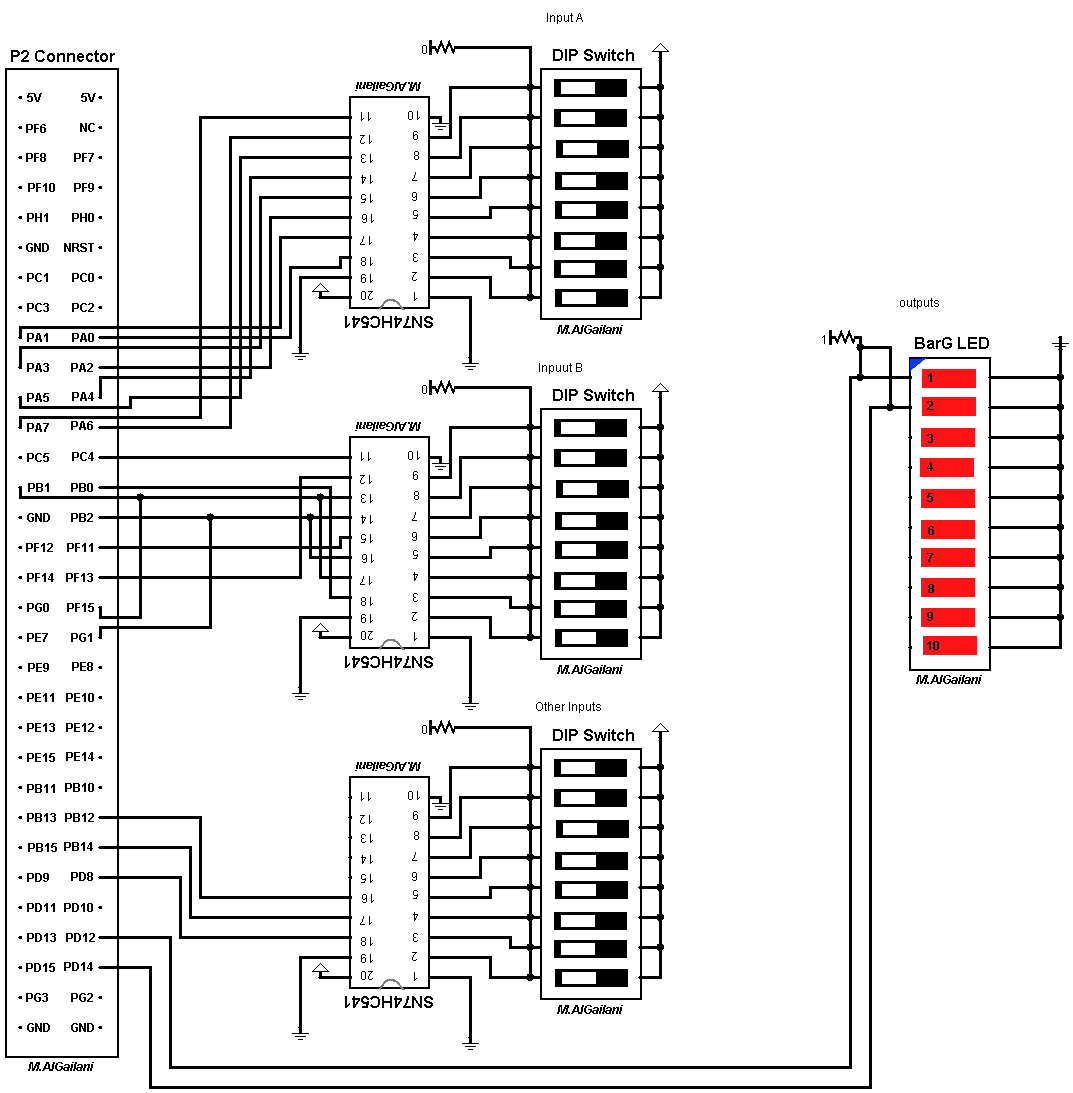 Input A
P2 Connector
5V 5V
PF6 NC
PF8 PF7
PF10 PF9
PH1 PH0
GND NRST
PC1 PC0
PC3 PC2
PA1 PA0
PA3 PA2
PA5 PA4
PA7 PA6
PC5 PC4
PB1 PB0
GND PB2
PF12 PF11
PF14 PF13
PG0 PF15
PE7 PG1
PE9 PE8
PE11 PE10
PE13 PE12
PE15 PE14
PB11 PB10
PB13 PB12
PB15 PB14
PD9 PD8
PD11 PD10
PD13 PD12
PD15 PD14
PG3 PG2
GND GND
M.AlGailani
0
DIP Switch
M.AlGailani
11 10
12 9
13 8
14 7
15 6
16 5
17 4
18 3
19 2
20 1
SN74HC541
M.AlGailani
Inpuut B
0
DIP Switch
M.AlGailani
11 10
12 9
13 8
14 7
15 6
16 5
17 4
18 3
19 2
20 1
SN74HC541
M.AlGailani
Other Inputs
0
DIP Switch
M.AlGailani
11 10
12 9
13 8
14 7
15 6
16 5
17 4
18 3
19 2
20 1
SN74HC541
M.AlGailani
outputs
1
BarG LED
1
2
3
4
5
6
7
8
9
10
M.AlGailani